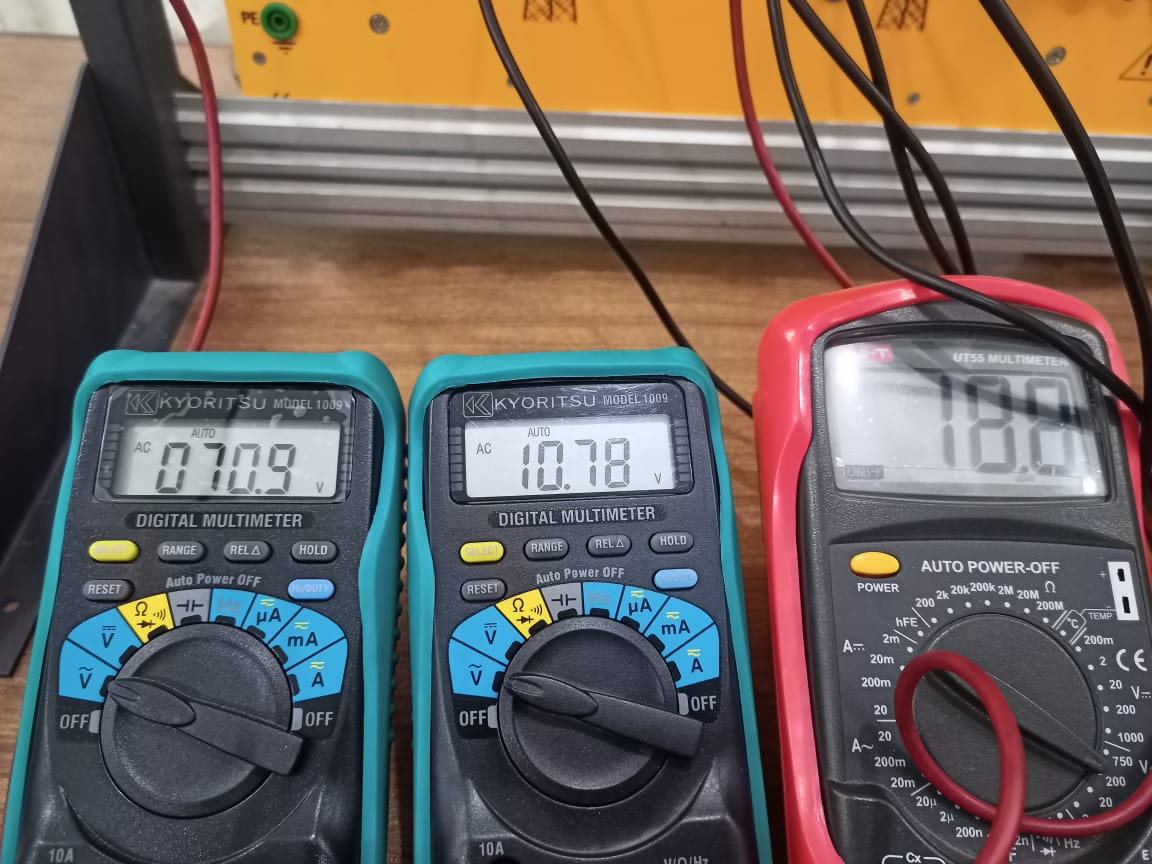 PE
KYORITSU MODEL 1009
AUTO
AC 070.9 V
DIGITAL MULTIMETER
SELECT RANGE REL Δ HOLD
RESET Auto Power OFF Hz/DUTY
Ω Hz μA
V mA
V A
OFF OFF
10A
KYORITSU MODEL 1009
AUTO
AC 10.78 V
DIGITAL MULTIMETER
SELECT RANGE REL Δ HOLD
RESET Auto Power OFF
Ω Hz μA
V mA
V A
OFF OFF
10A V/Ω/Hz
UT55 MULTIMETER
78.8
POWER AUTO POWER-OFF
hFE 200 2k 20k 200k 2M 20M 200M Ω
°C TEMP
A 2m 20m 200m 20
A~ 20 200m 20m
20μ 2μ 200n
200m 2 20 200 1000 V
750 200 20 V
CE
Cx